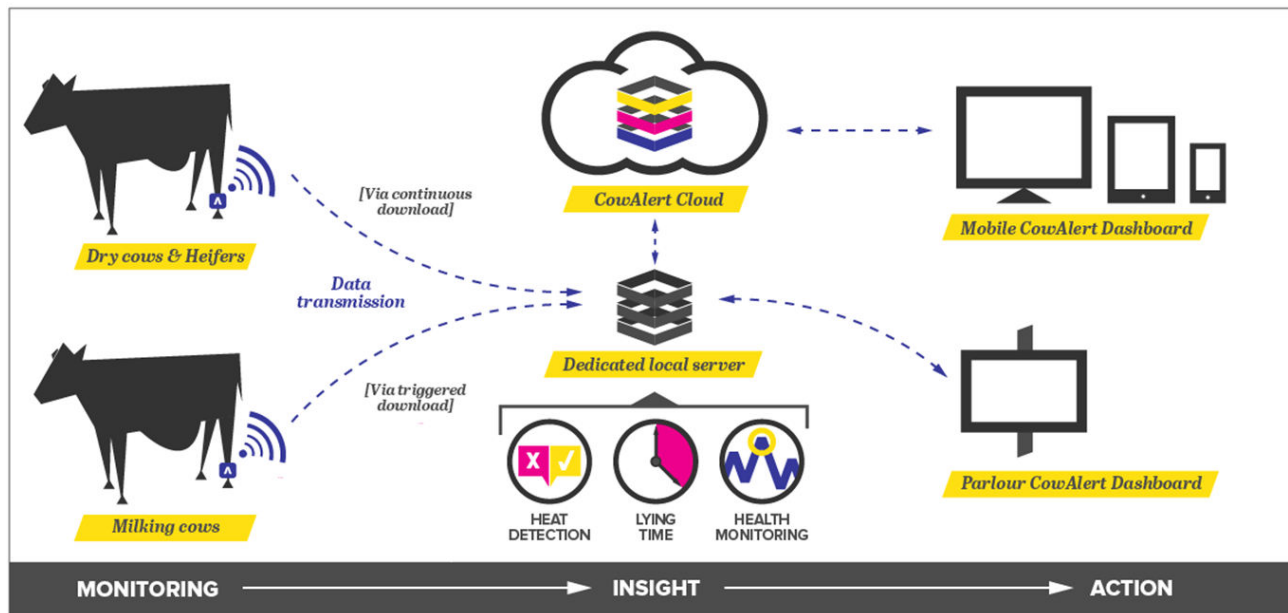 [Via continuous
download]
CowAlert Cloud
Dry cows & Heifers
Mobile CowAlert Dashboard
Data
transmission
Dedicated local server
[Via triggered
download]
Milking cows
Parlour CowAlert Dashboard
HEAT
DETECTION
LYING
TIME
HEALTH
MONITORING
MONITORING
INSIGHT
ACTION